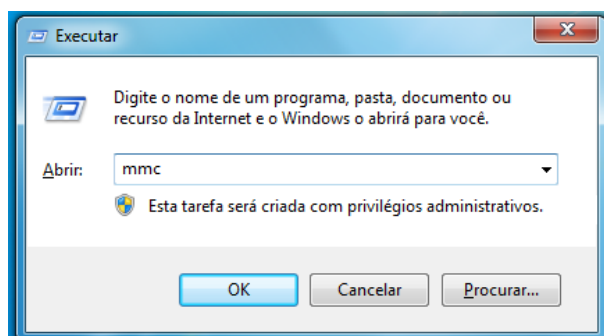 Executar
Digite o nome de um programa, pasta, documento ou
recurso da Internet e o Windows o abrirá para você.
Abrir: mmc
Esta tarefa será criada com privilégios administrativos.
OK Cancelar Procurar...